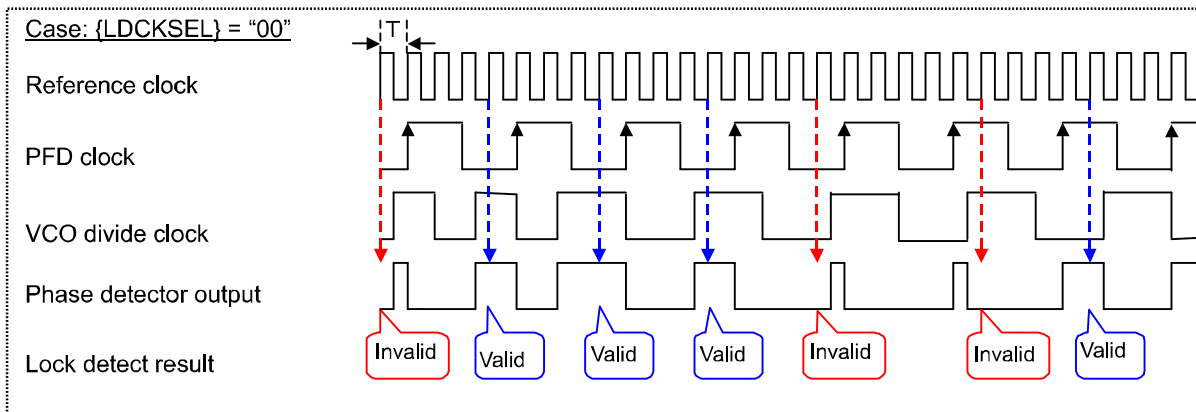 Case: {LDCKSEL} = “00”
T
Reference clock
PFD clock
VCO divide clock
Phase detector output
Lock detect result
Invalid
Valid
Valid
Valid
Invalid
Invalid
Valid